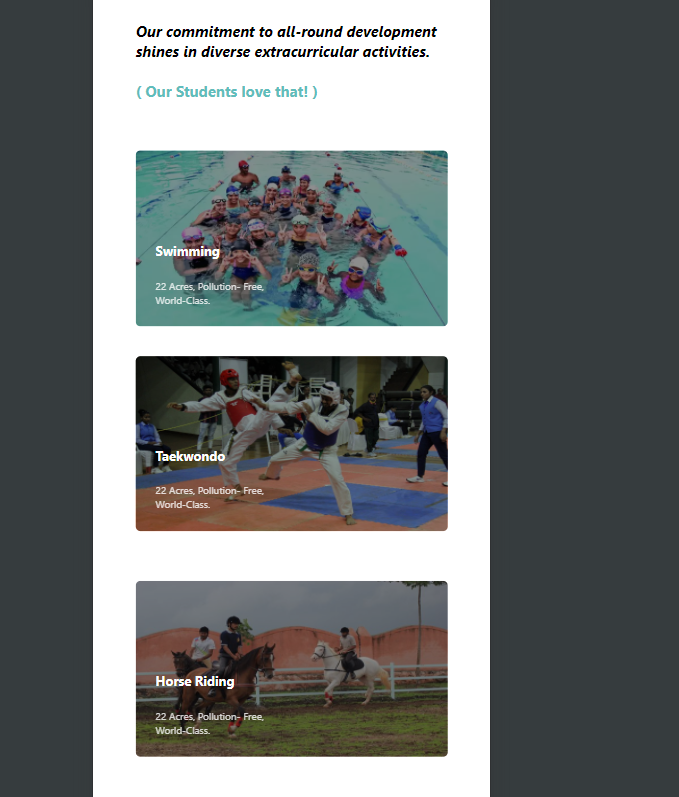 Our commitment to all-round development
shines in diverse extracurricular activities.
( Our Students love that! )
Swimming
22 Acres, Pollution- Free,
World-Class.
Taekwondo
22 Acres, Pollution- Free,
World-Class.
Horse Riding
22 Acres, Pollution- Free,
World-Class.